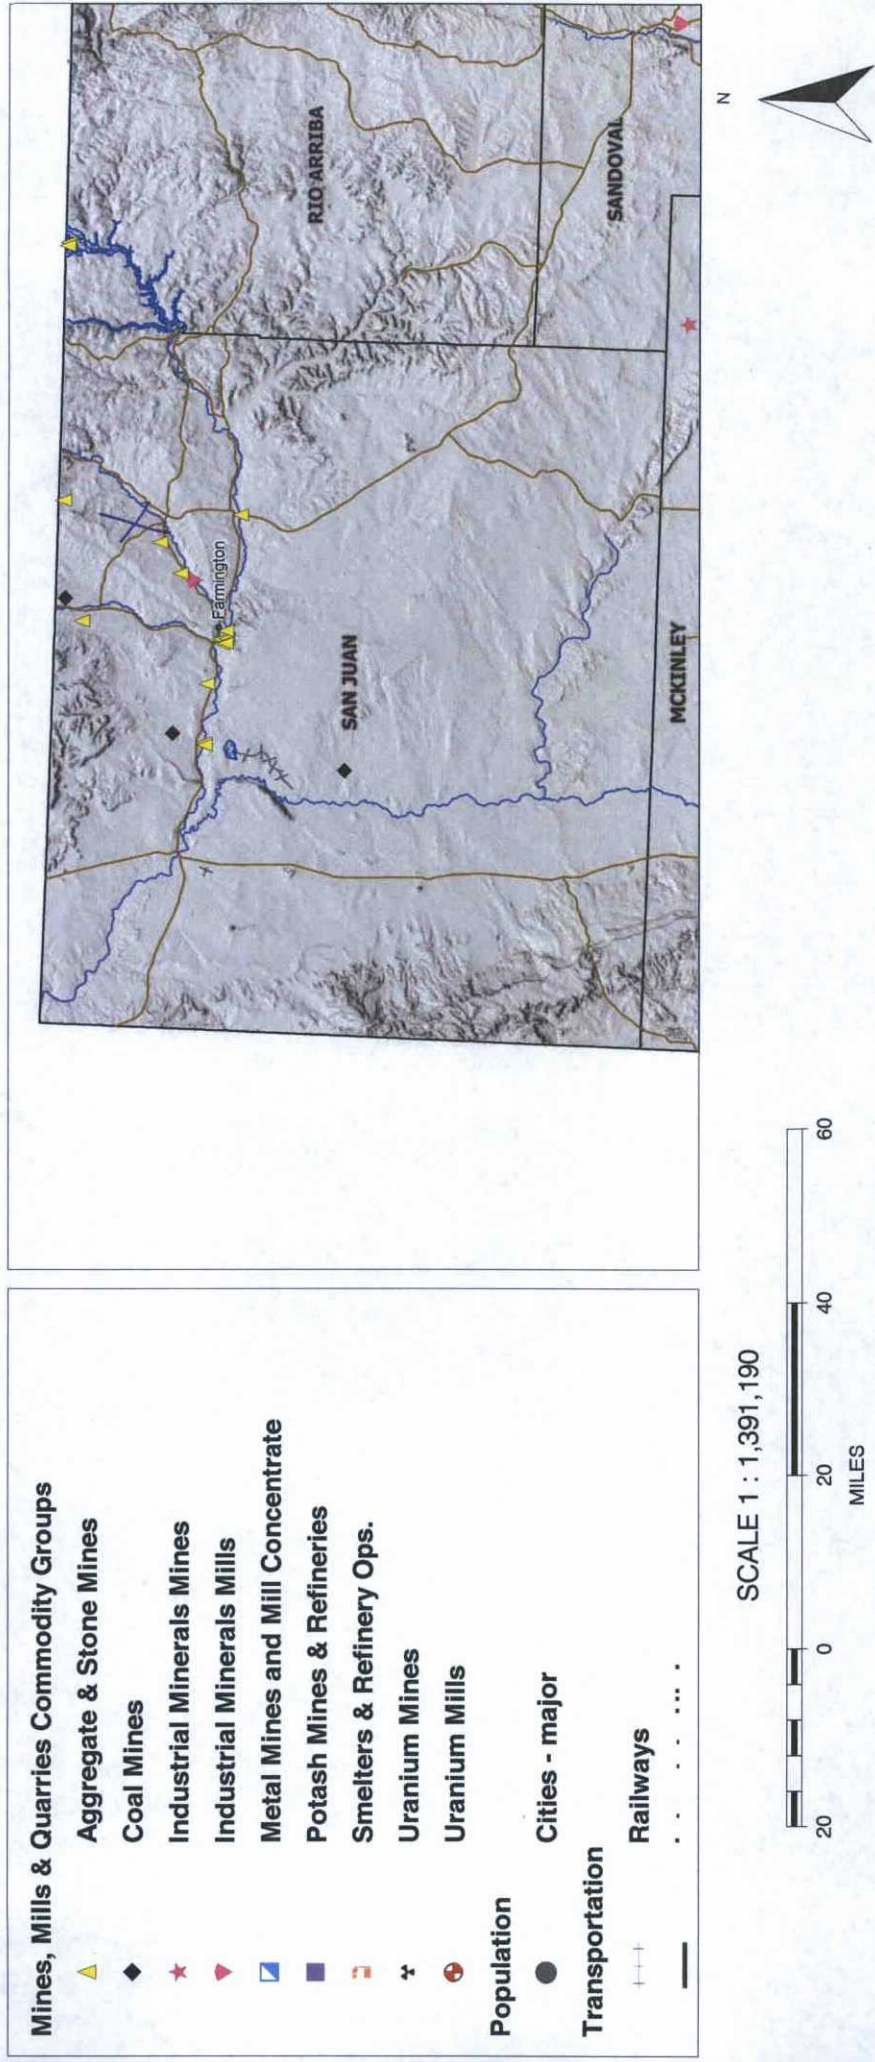 Mines, Mills & Quarries Commodity Groups
Aggregate & Stone Mines
Coal Mines
Industrial Minerals Mines
Industrial Minerals Mills
Metal Mines and Mill Concentrate
Potash Mines & Refineries
Smelters & Refinery Ops.
Uranium Mines
Uranium Mills
Population
Cities - major
Transportation
Railways
Farmington
RIO ARRIBA
SAN JUAN
SANDOVAL
MCKINLEY
N
SCALE 1 : 1,391,190
20 0 20 40 60
MILES